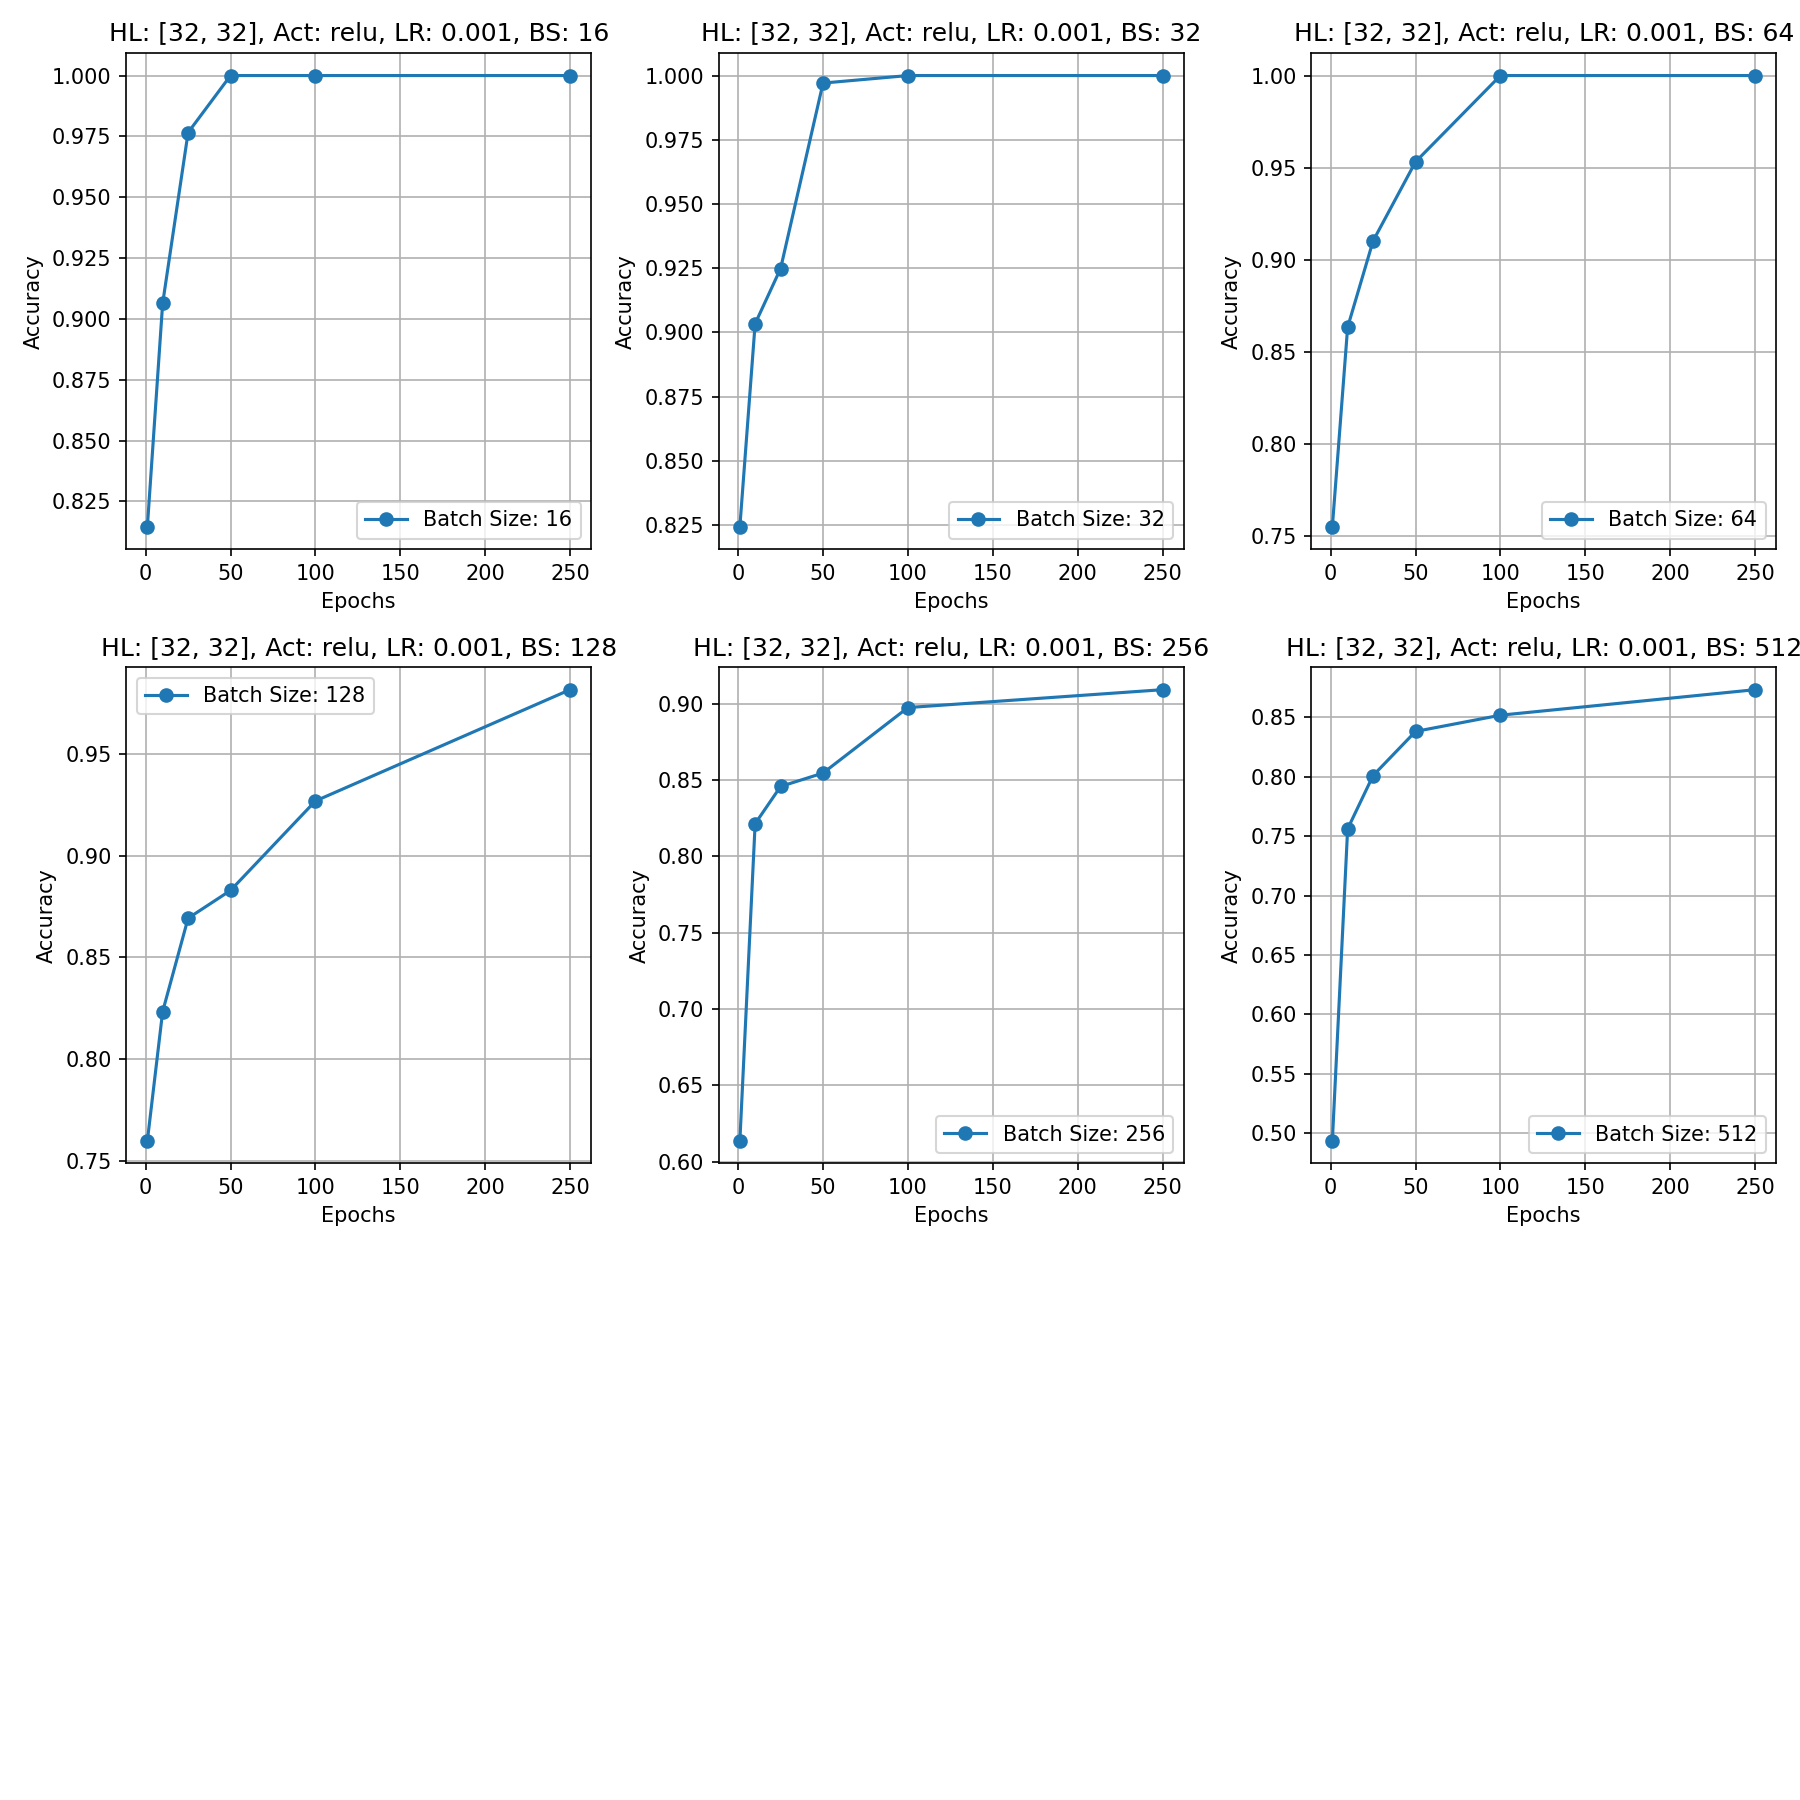 HL: [32, 32], Act: relu, LR: 0.001, BS: 16
1.000
0.975
0.950
0.925
0.900
0.875
0.850
0.825
Accuracy
Batch Size: 16
0 50 100 150 200 250
Epochs
HL: [32, 32], Act: relu, LR: 0.001, BS: 32
1.000
0.975
0.950
0.925
0.900
0.875
0.850
0.825
Accuracy
Batch Size: 32
0 50 100 150 200 250
Epochs
HL: [32, 32], Act: relu, LR: 0.001, BS: 64
1.00
0.95
0.90
0.85
0.80
0.75
Accuracy
Batch Size: 64
0 50 100 150 200 250
Epochs
HL: [32, 32], Act: relu, LR: 0.001, BS: 128
Batch Size: 128
0.95
0.90
0.85
0.80
0.75
Accuracy
0 50 100 150 200 250
Epochs
HL: [32, 32], Act: relu, LR: 0.001, BS: 256
0.90
0.85
0.80
0.75
0.70
0.65
0.60
Accuracy
Batch Size: 256
0 50 100 150 200 250
Epochs
HL: [32, 32], Act: relu, LR: 0.001, BS: 512
0.85
0.80
0.75
0.70
0.65
0.60
0.55
0.50
Accuracy
Batch Size: 512
0 50 100 150 200 250
Epochs